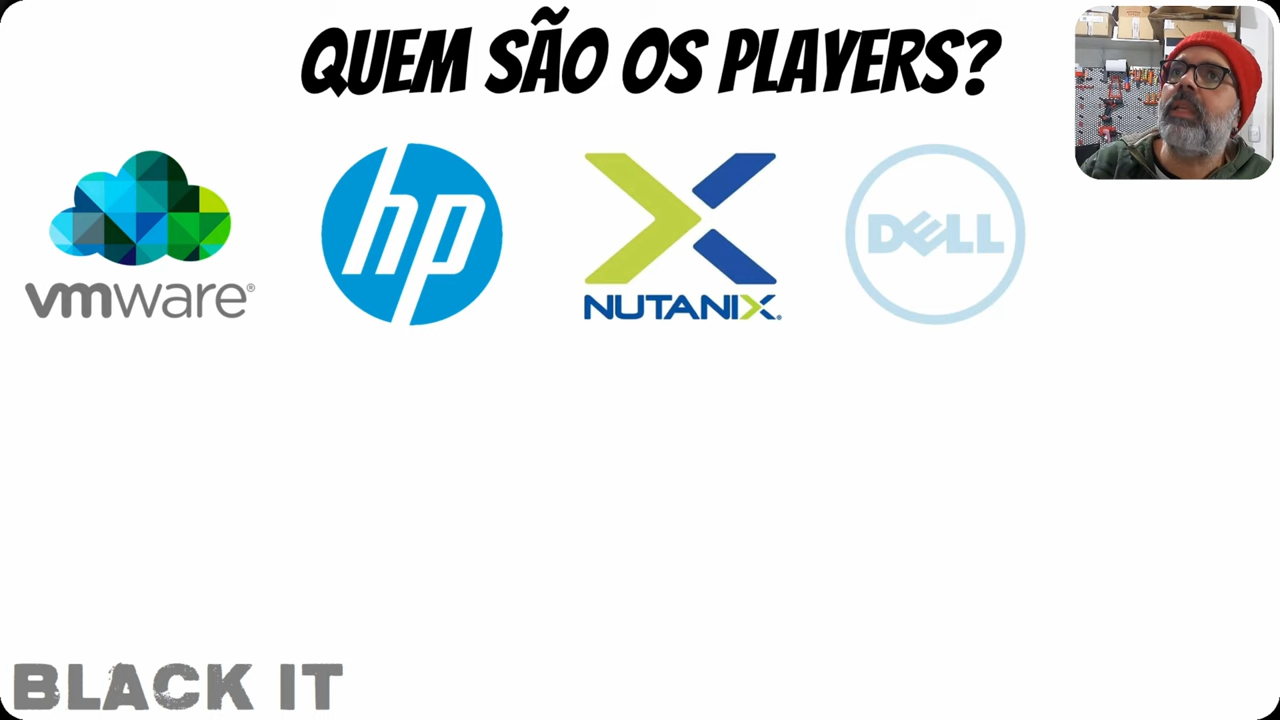 QUEM SÃO OS PLAYERS?
vmware®
hp
NUTANIX®
DELL
BLACK IT